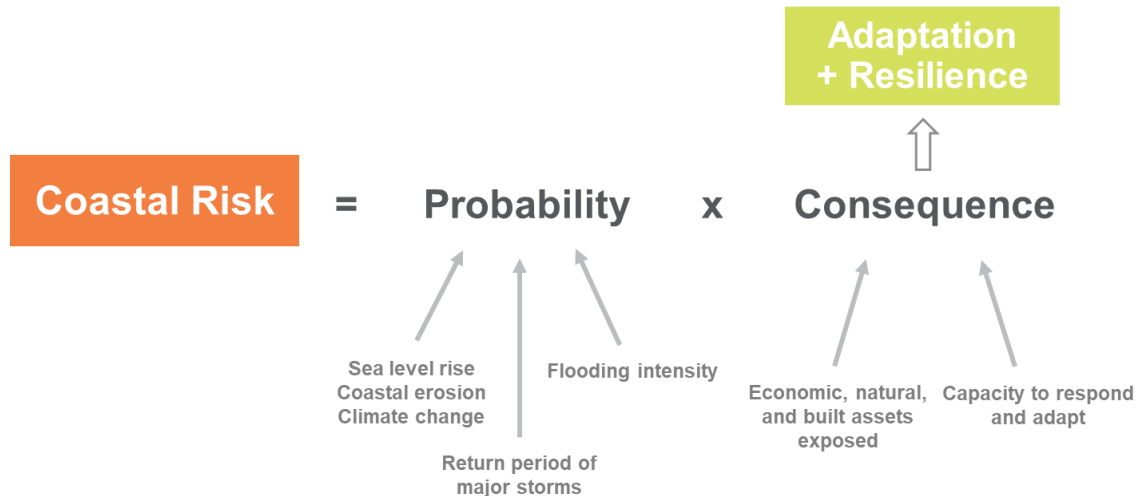 Adaptation
+ Resilience
Coastal Risk = Probability x Consequence
Sea level rise
Coastal erosion
Climate change
Return period of
major storms
Flooding intensity
Economic, natural,
and built assets
exposed
Capacity to respond
and adapt